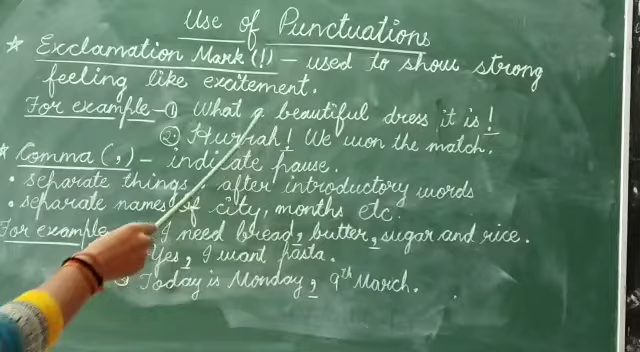 Use of Punctuations
* Exclamation Mark (!) – used to show strong
feeling like excitement.
For example – ① What a beautiful dress it is!
② Hurrah! We won the match.
* Comma (,) – indicate pause.
• separate things • after introductory words
• separate names of city, months etc.
For example I need bread, butter, sugar and rice.
Yes, I want pasta.
Today is Monday, 9th March.